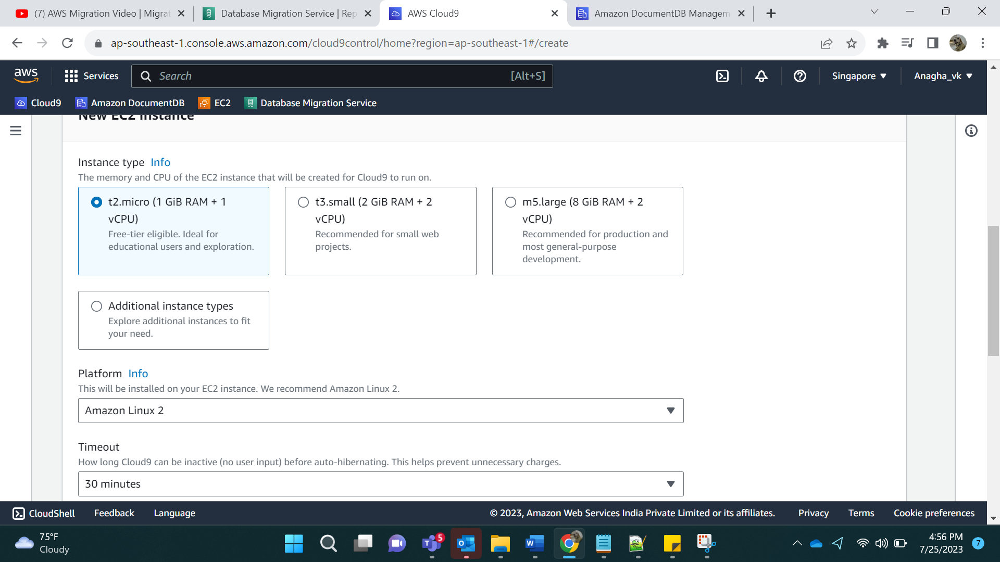 (7) AWS Migration Video | Migrat
Database Migration Service | Rep
AWS Cloud9
Amazon DocumentDB Managem
ap-southeast-1.console.aws.amazon.com/cloud9control/home?region=ap-southeast-1#/create
aws
Services
Search
[Alt+S]
Singapore
Anagha_vk
Cloud9
Amazon DocumentDB
EC2
Database Migration Service
New EC2 instance
Instance type Info
The memory and CPU of the EC2 instance that will be created for Cloud9 to run on.
t2.micro (1 GiB RAM + 1
vCPU)
Free-tier eligible. Ideal for
educational users and exploration.
t3.small (2 GiB RAM + 2
vCPU)
Recommended for small web
projects.
m5.large (8 GiB RAM + 2
vCPU)
Recommended for production and
most general-purpose
development.
Additional instance types
Explore additional instances to fit
your need.
Platform Info
This will be installed on your EC2 instance. We recommend Amazon Linux 2.
Amazon Linux 2
Timeout
How long Cloud9 can be inactive (no user input) before auto-hibernating. This helps prevent unnecessary charges.
30 minutes
CloudShell
Feedback
Language
© 2023, Amazon Web Services India Private Limited or its affiliates.
Privacy
Terms
Cookie preferences
75°F
Cloudy
5
4:56 PM
7/25/2023
7